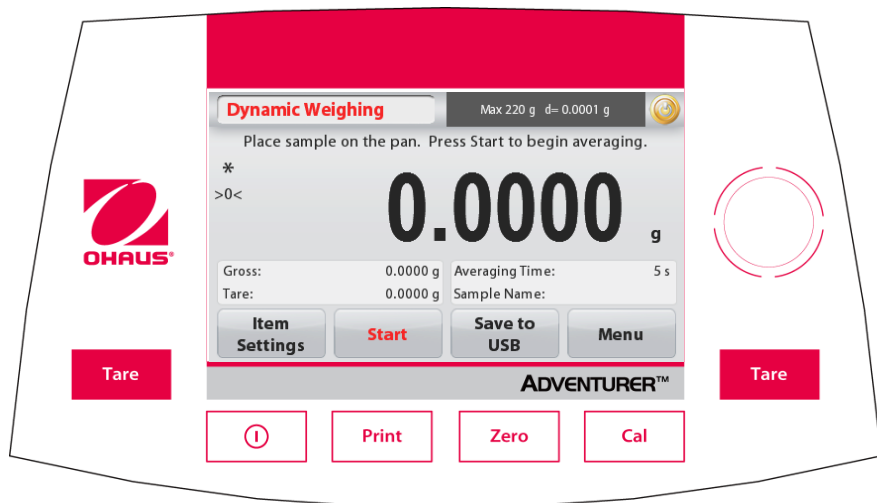 Dynamic Weighing
Max 220 g d= 0.0001 g
Place sample on the pan. Press Start to begin averaging.
*
>0<
0.0000 g
OHAUS®
Gross: 0.0000 g Averaging Time: 5 s
Tare: 0.0000 g Sample Name:
Item Settings
Start
Save to USB
Menu
Tare
ADVENTURER™
Tare
Print
Zero
Cal